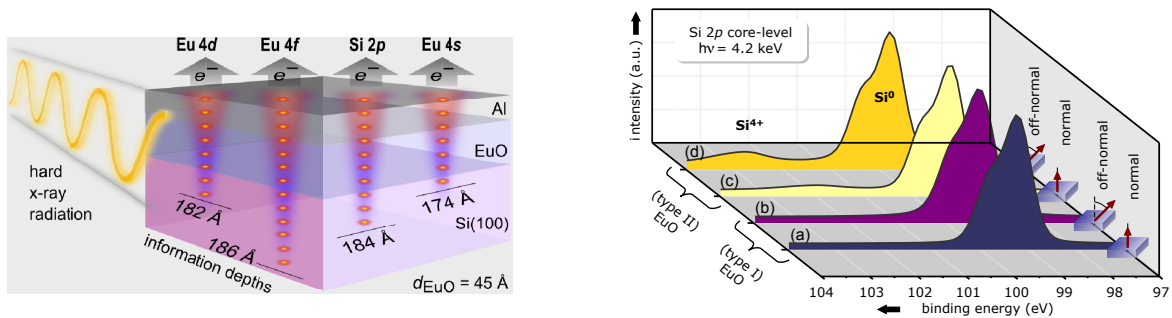 Eu 4d Eu 4f Si 2p Eu 4s
e⁻ e⁻ e⁻ e⁻
Al
EuO
Si(100)
hard
x-ray
radiation
182 Å
186 Å
184 Å
174 Å
information depths
dEuO = 45 Å
intensity (a.u.)
Si 2p core-level
hν = 4.2 keV
Si⁰
Si⁴⁺
(d)
(c)
(b)
(a)
off-normal
normal
off-normal
normal
(type II)
EuO
(type I)
EuO
104 103 102 101 100 99 98 97
binding energy (eV)